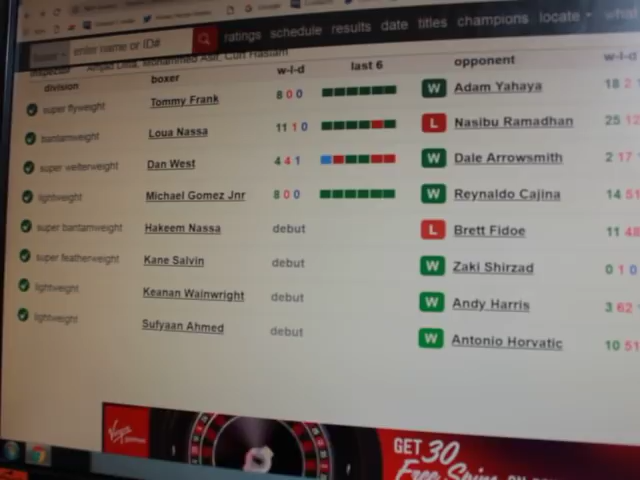 enter name or ID#
ratings schedule results date titles champions locate
Mohammed Asif,
division boxer w-l-d last 6 opponent w-l-d
super flyweight Tommy Frank 8 0 0 W Adam Yahaya 18 2
bantamweight Loua Nassa 11 1 0 L Nasibu Ramadhan 25 12
super welterweight Dan West 4 4 1 W Dale Arrowsmith 2 17
lightweight Michael Gomez Jnr 8 0 0 W Reynaldo Cajina 14 51
super bantamweight Hakeem Nassa debut L Brett Fidoe 11 48
super featherweight Kane Salvin debut W Zaki Shirzad 0 1 0
lightweight Keanan Wainwright debut W Andy Harris 3 62
lightweight Sufyaan Ahmed debut W Antonio Horvatic 10 51
Virgin games
GET 30
Free Spins